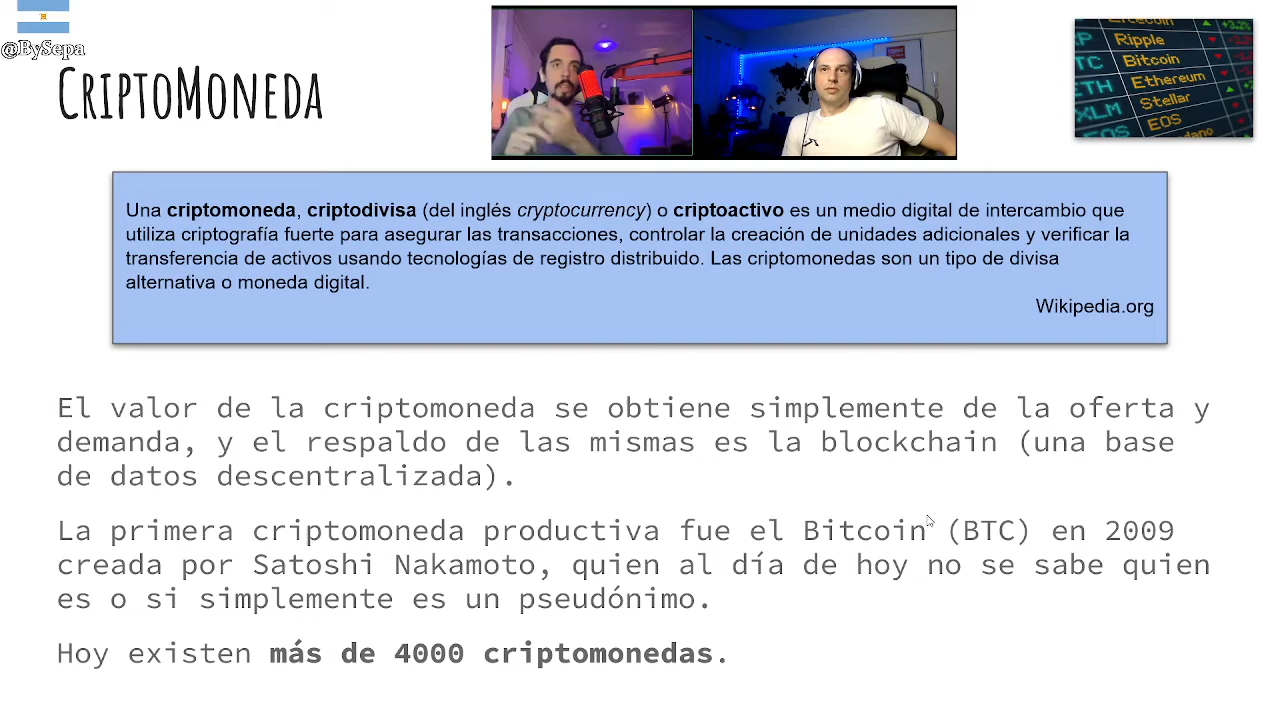 @BySepa
CriptoMoneda
Ripple
Bitcoin
Ethereum
Stellar
EOS
TC
XLM
EOS
Una criptomoneda, criptodivisa (del inglés cryptocurrency) o criptoactivo es un medio digital de intercambio que
utiliza criptografía fuerte para asegurar las transacciones, controlar la creación de unidades adicionales y verificar la
transferencia de activos usando tecnologías de registro distribuido. Las criptomonedas son un tipo de divisa
alternativa o moneda digital.
Wikipedia.org
El valor de la criptomoneda se obtiene simplemente de la oferta y
demanda, y el respaldo de las mismas es la blockchain (una base
de datos descentralizada).
La primera criptomoneda productiva fue el Bitcoin (BTC) en 2009
creada por Satoshi Nakamoto, quien al día de hoy no se sabe quien
es o si simplemente es un pseudónimo.
Hoy existen más de 4000 criptomonedas.